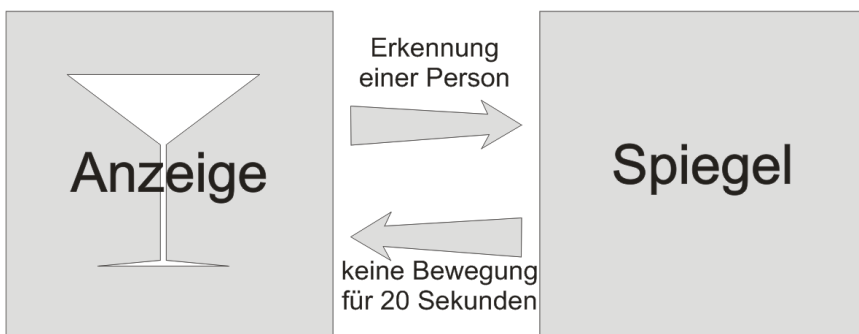 Anzeige
Erkennung
einer Person
Spiegel
keine Bewegung
für 20 Sekunden